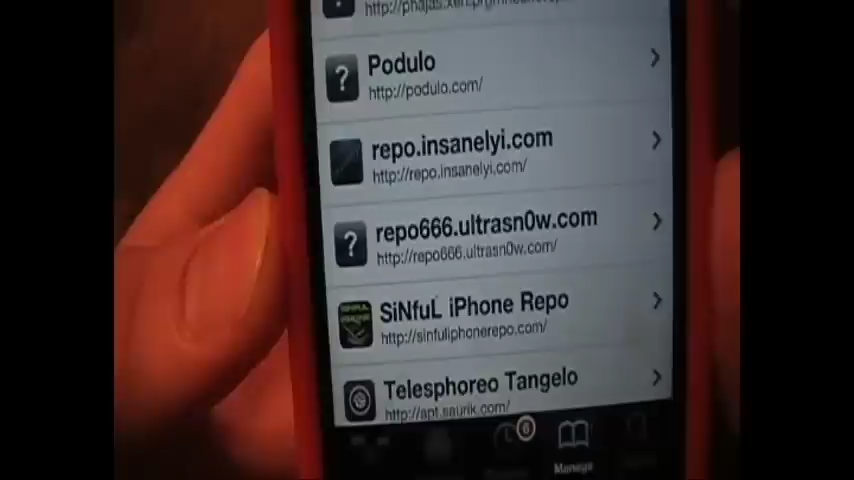 Podulo
http://podulo.com/
repo.insanelyi.com
http://repo.insanelyi.com/
repo666.ultrasn0w.com
http://repo666.ultrasn0w.com/
SiNfuL iPhone Repo
http://sinfuliphonerepo.com/
Telesphoreo Tangelo
http://apt.saurik.com/
6
Manage